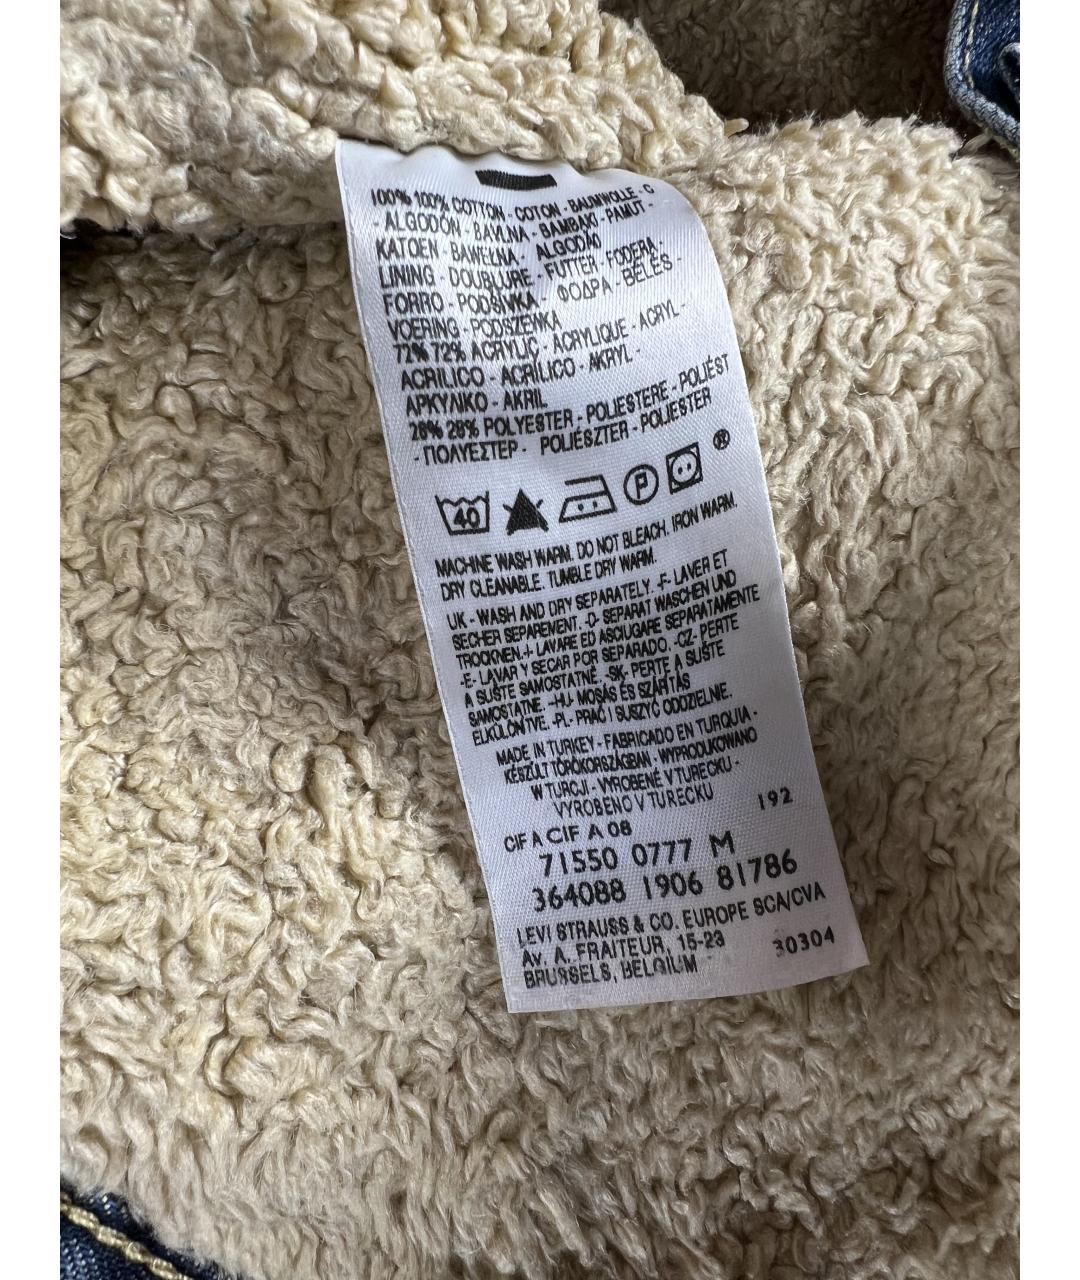 100% 100% COTTON - COTON - BAUMWOLLE - C
ALGODÓN - BAVLNA - BAMBAKI - PAMUT -
KATOEN - BAWEŁNA - ALGODÃO
LINING - DOUBLURE - FUTTER - FODERA -
FORRO - PODŠÍVKA - ΦΟΔΡΑ - BÉLÉS -
VOERING - PODSZEWKA
72% 72% ACRYLIC - ACRYLIQUE - ACRYL -
ACRILICO - ACRÍLICO - AKRYL -
ΑΡΚΥΛΙΚΟ - AKRIL
28% 28% POLYESTER - POLIESTERE - POLIÉST
- ΠΟΛΥΕΣΤΕΡ - POLIÉSZTER - POLIESTER
40 P ®
MACHINE WASH WARM. DO NOT BLEACH. IRON WARM.
DRY CLEANABLE. TUMBLE DRY WARM.
UK - WASH AND DRY SEPARATELY. -F- LAVER ET
SECHER SEPAREMENT. -D- SEPARAT WASCHEN UND
TROCKNEN. -I- LAVARE ED ASCIUGARE SEPARATAMENTE
-E- LAVAR Y SECAR POR SEPARADO. -CZ- PERTE
A SUŠTE SAMOSTATNĚ. -SK- PERTE A SUŠTE
SAMOSTATNE. -HU- MOSÁS ÉS SZÁRÍTÁS
ELKÜLÖNÍTVE. -PL- PRAĆ I SUSZYĆ ODDZIELNIE.
MADE IN TURKEY - FABRICADO EN TURQUIA -
KÉSZÜLT TÖRÖKORSZÁGBAN - WYPRODUKOWANO
W TURCJI - VYROBENÉ V TURECKU -
VYROBENO V TURECKU 192
CIF A CIF A 08
71550 0777 M
364088 1906 81786
LEVI STRAUSS & CO. EUROPE SCA/CVA
AV. A. FRAITEUR, 15-23 30304
BRUSSELS, BELGIUM